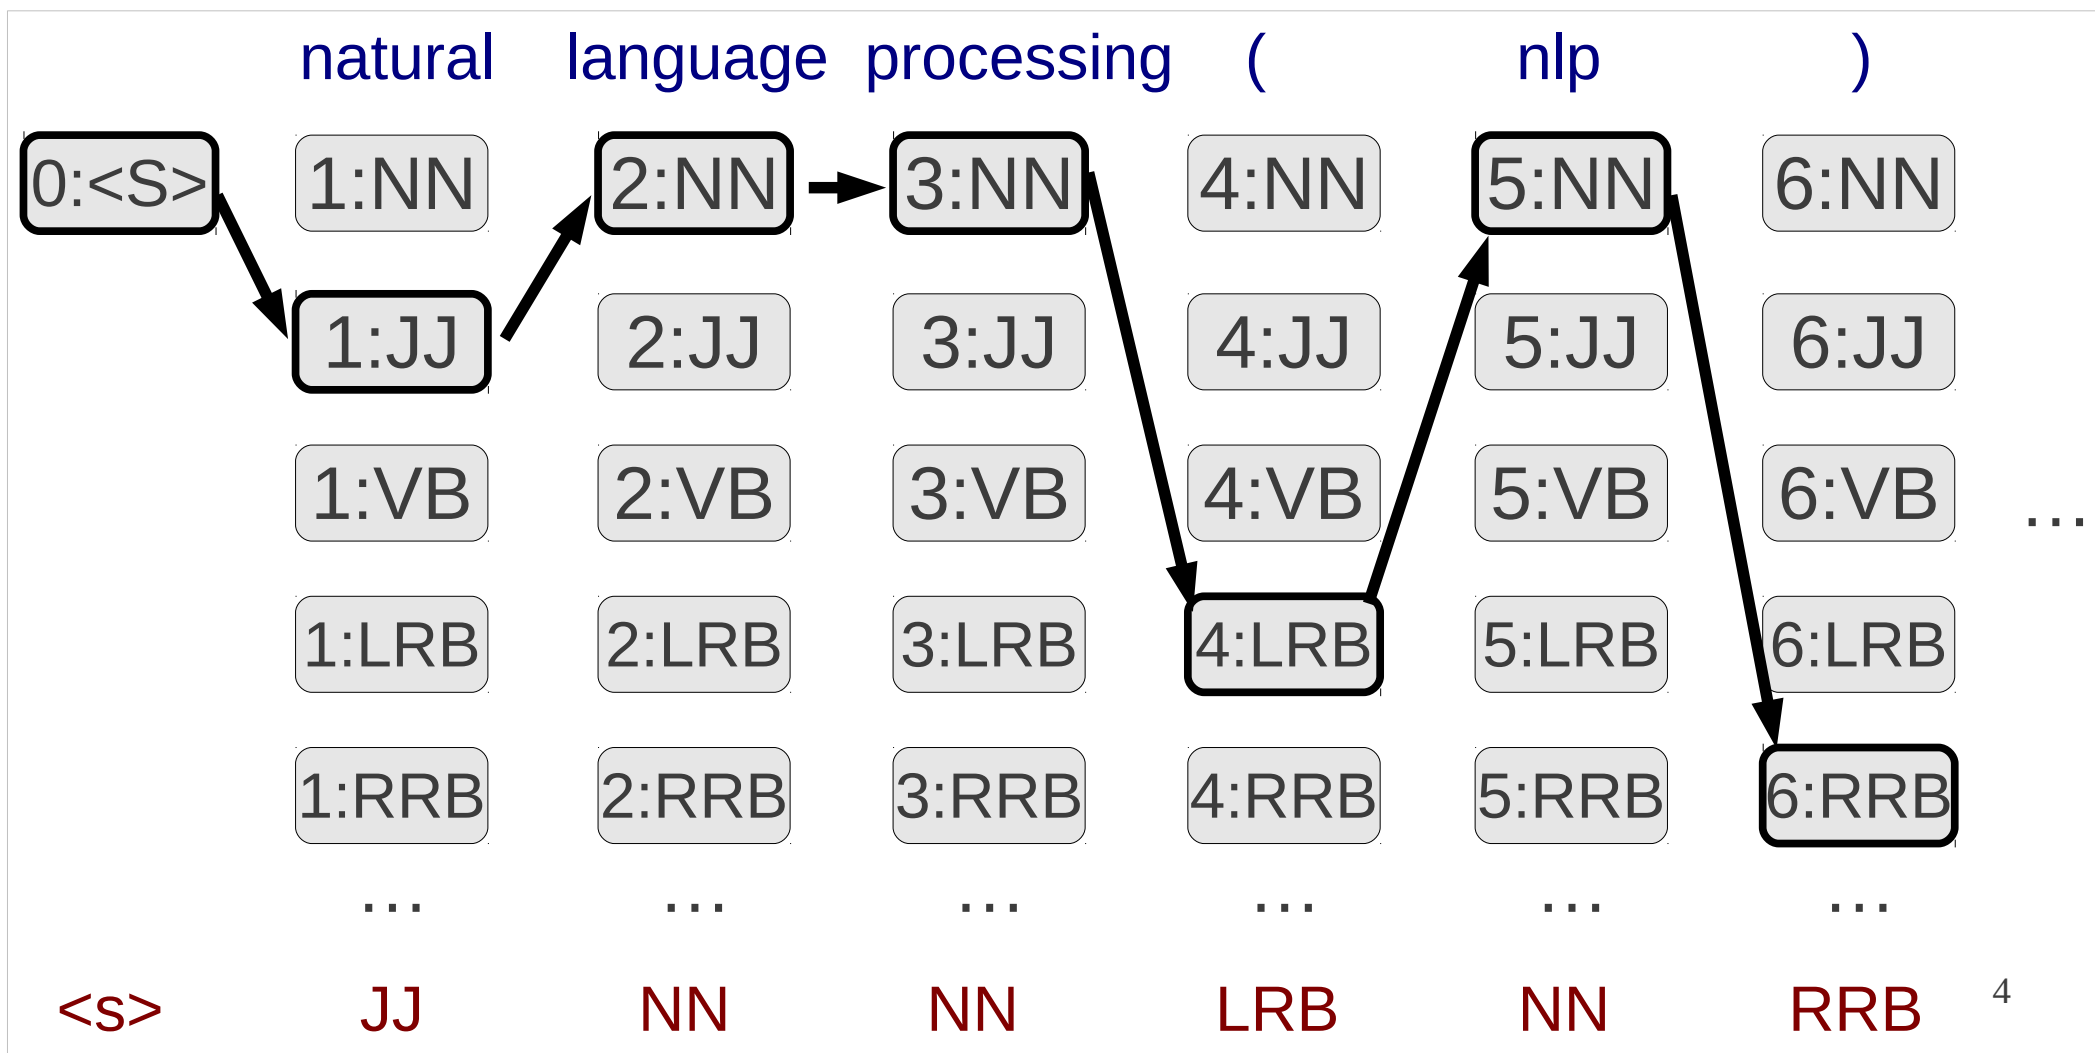 natural language processing ( nlp )
0:<S> 1:NN 2:NN 3:NN 4:NN 5:NN 6:NN
1:JJ 2:JJ 3:JJ 4:JJ 5:JJ 6:JJ
1:VB 2:VB 3:VB 4:VB 5:VB 6:VB …
1:LRB 2:LRB 3:LRB 4:LRB 5:LRB 6:LRB
1:RRB 2:RRB 3:RRB 4:RRB 5:RRB 6:RRB
… … … … … …
<s> JJ NN NN LRB NN RRB 4